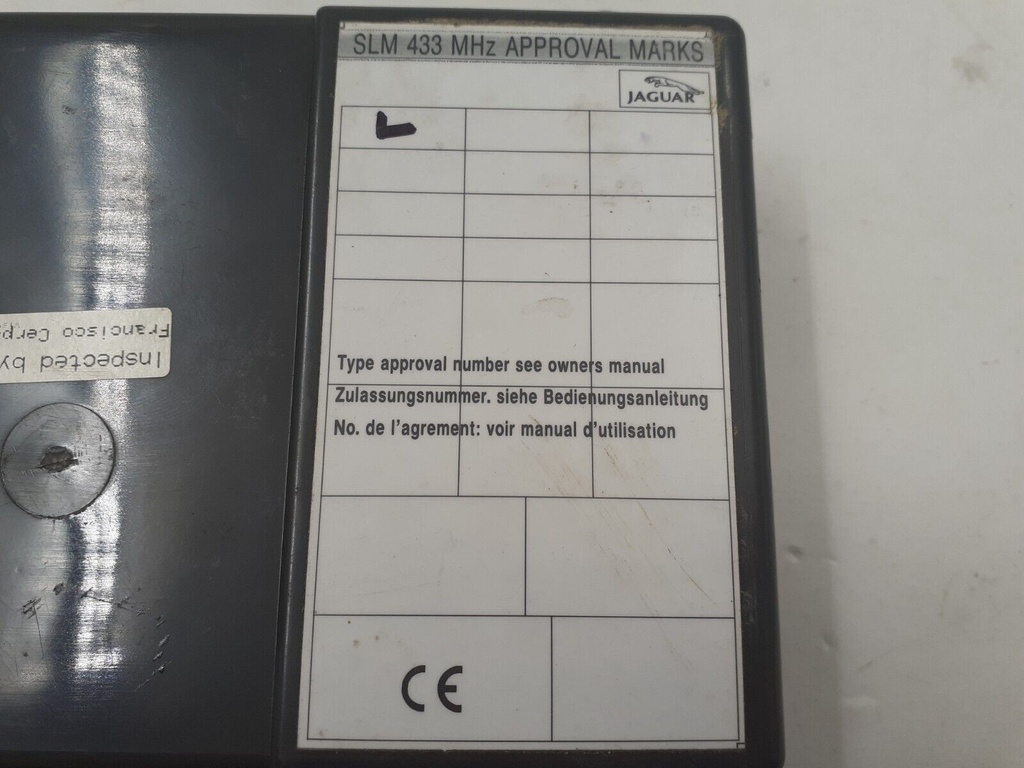 SLM 433 MHz APPROVAL MARKS
JAGUAR
Type approval number see owners manual
Zulassungsnummer. siehe Bedienungsanleitung
No. de l'agrement: voir manual d'utilisation
CE
Inspected by
Francisco